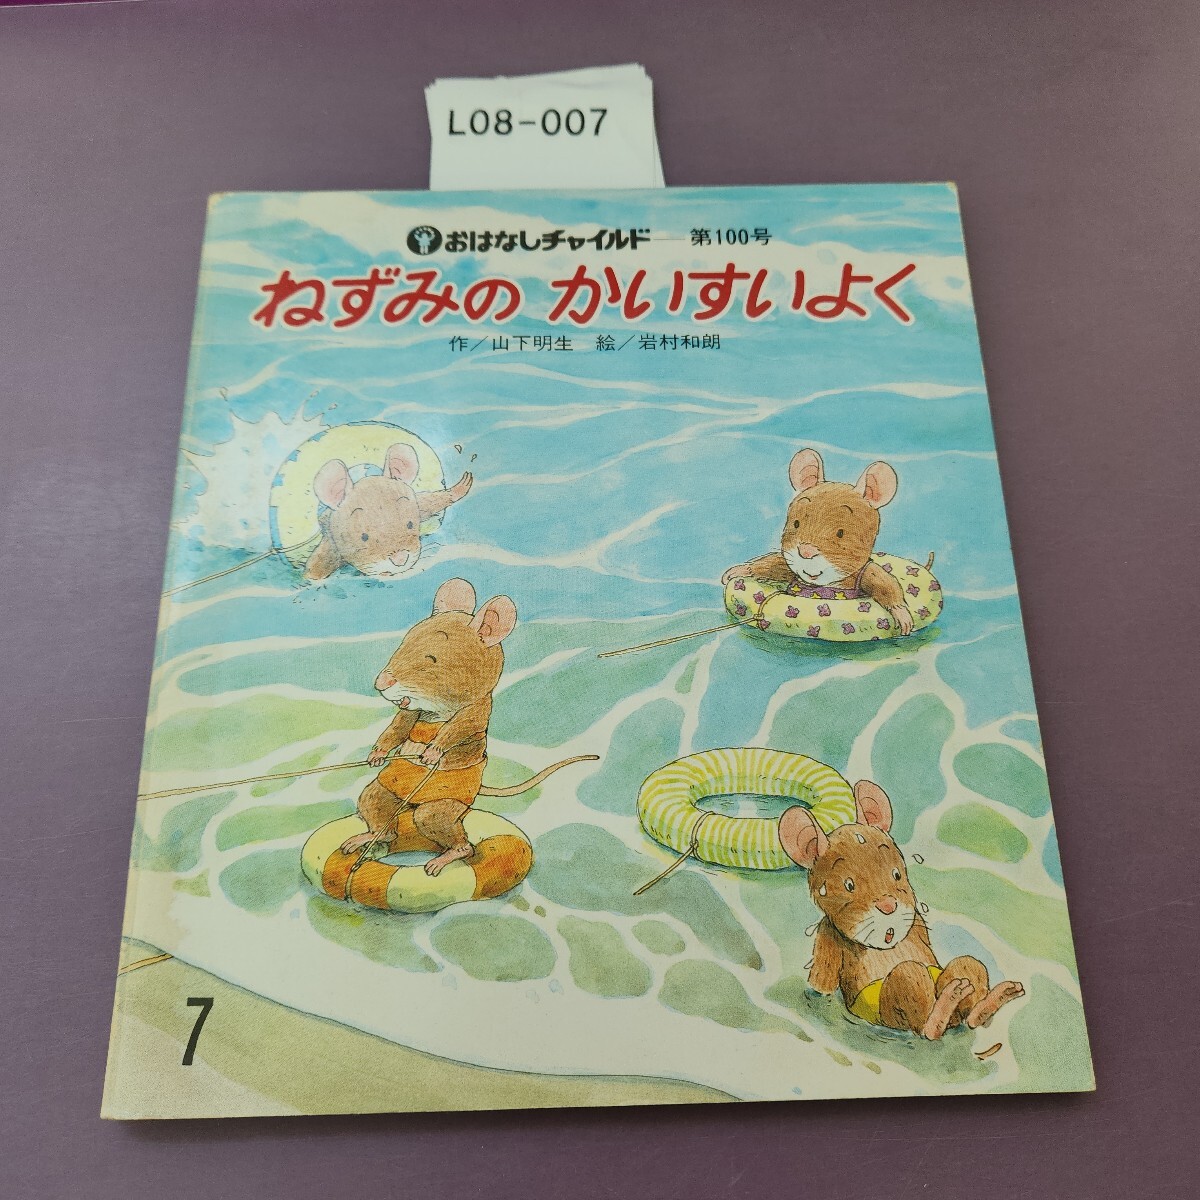 L08-007
おはなしチャイルド—第100号
ねずみの かいすいよく
作／山下明生 絵／岩村和朗
7